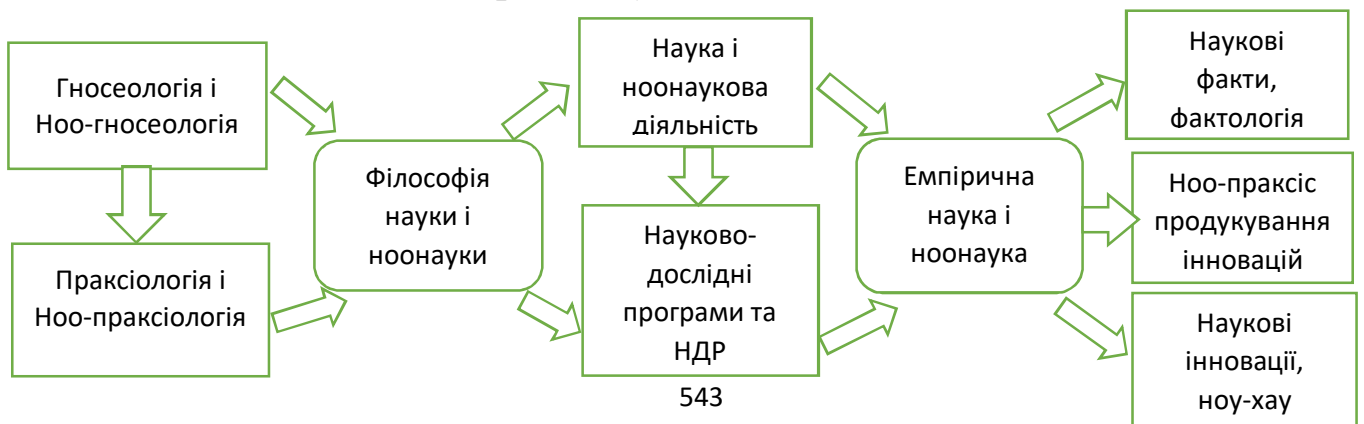 Гносеологія і
Ноо-гносеологія
Праксіологія і
Ноо-праксіологія
Філософія
науки і
ноонауки
Наука і
ноонаукова
діяльність
Науково-
дослідні
програми та
НДР
Емпірична
наука і
ноонаука
Наукові
факти,
фактологія
Ноо-праксіс
продукування
інновацій
Наукові
інновації,
ноу-хау
543